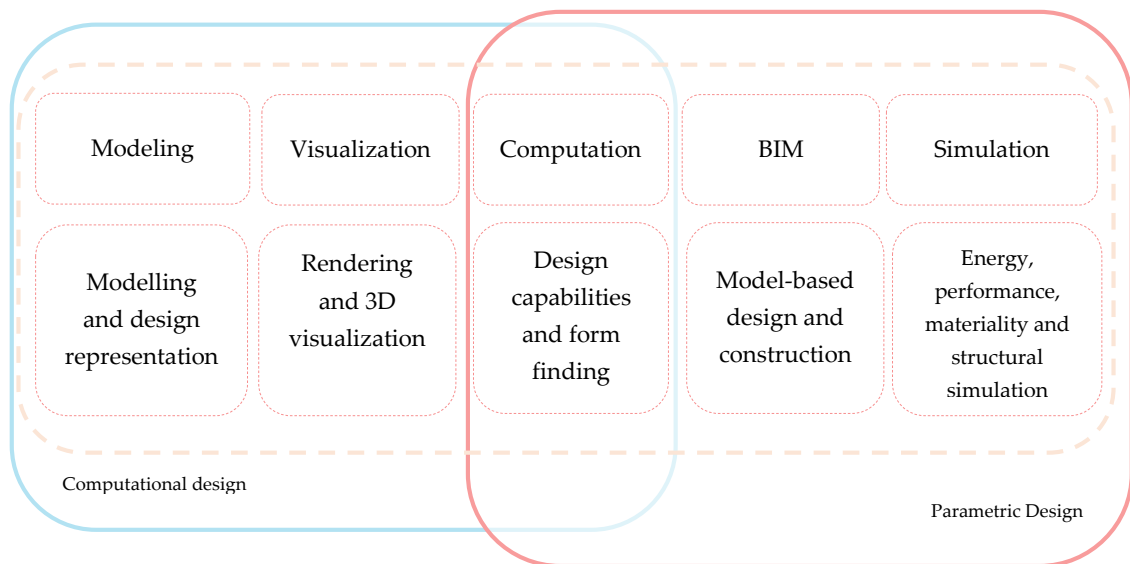 Modeling
Visualization
Computation
BIM
Simulation
Modelling
and design
representation
Rendering
and 3D
visualization
Design
capabilities
and form
finding
Model-based
design and
construction
Energy,
performance,
materiality and
structural
simulation
Computational design
Parametric Design